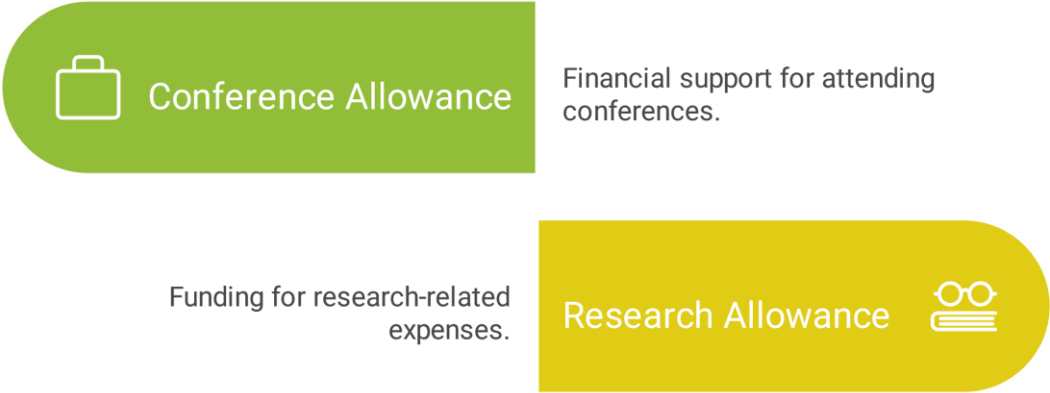 Conference Allowance
Financial support for attending
conferences.
Funding for research-related
expenses.
Research Allowance